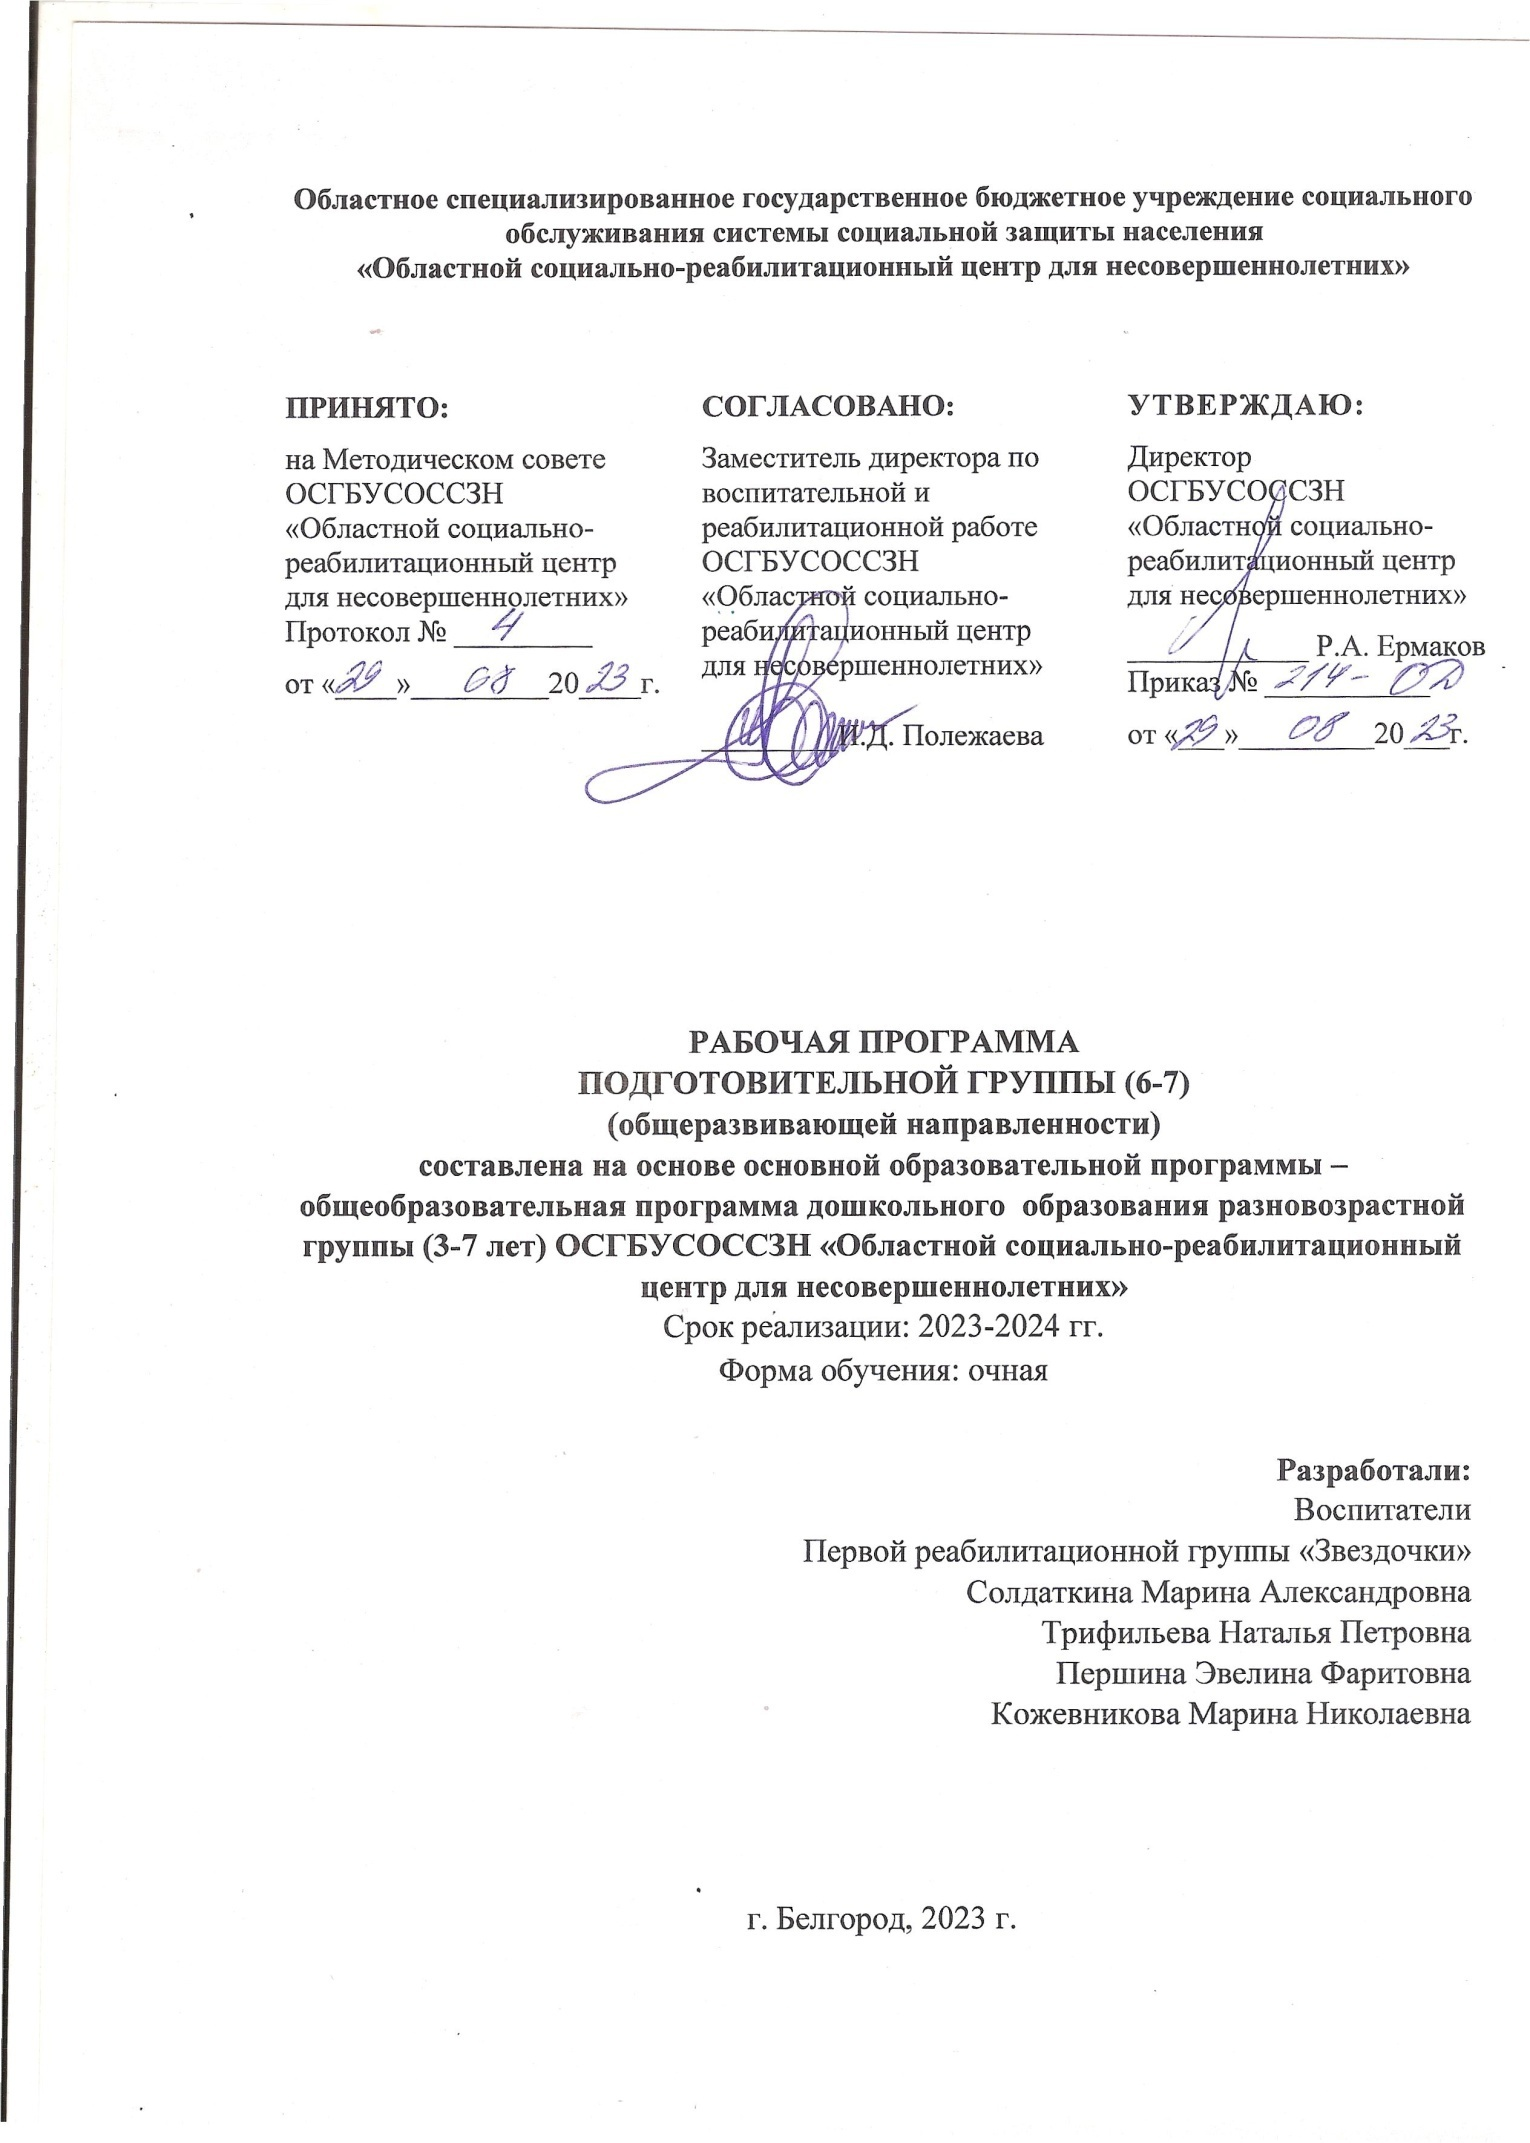 Областное специализированное государственное бюджетное учреждение социального
обслуживания системы социальной защиты населения
«Областной социально-реабилитационный центр для несовершеннолетних»
ПРИНЯТО:
на Методическом совете
ОСГБУСОССЗН
«Областной социально-
реабилитационный центр
для несовершеннолетних»
Протокол № 4
от «29» 08 2023 г.
СОГЛАСОВАНО:
Заместитель директора по
воспитательной и
реабилитационной работе
ОСГБУСОССЗН
«Областной социально-
реабилитационный центр
для несовершеннолетних»
И.Д. Полежаева
УТВЕРЖДАЮ:
Директор
ОСГБУСОССЗН
«Областной социально-
реабилитационный центр
для несовершеннолетних»
Р.А. Ермаков
Приказ № 214-ОД
от «29» 08 2023г.
РАБОЧАЯ ПРОГРАММА
ПОДГОТОВИТЕЛЬНОЙ ГРУППЫ (6-7)
(общеразвивающей направленности)
составлена на основе основной образовательной программы –
общеобразовательная программа дошкольного образования разновозрастной
группы (3-7 лет) ОСГБУСОССЗН «Областной социально-реабилитационный
центр для несовершеннолетних»
Срок реализации: 2023-2024 гг.
Форма обучения: очная
Разработали:
Воспитатели
Первой реабилитационной группы «Звездочки»
Солдаткина Марина Александровна
Трифильева Наталья Петровна
Першина Эвелина Фаритовна
Кожевникова Марина Николаевна
г. Белгород, 2023 г.